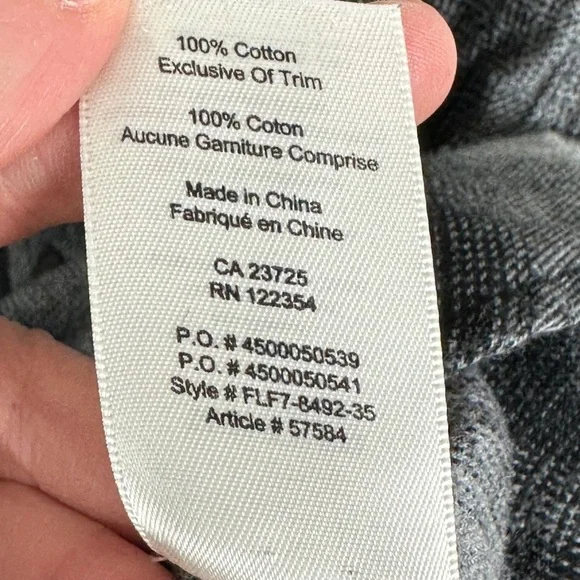 100% Cotton
Exclusive Of Trim
100% Coton
Aucune Garniture Comprise
Made in China
Fabriqué en Chine
CA 23725
RN 122354
P.O. # 4500050539
P.O. # 4500050541
Style # FLF7-8492-35
Article # 57584